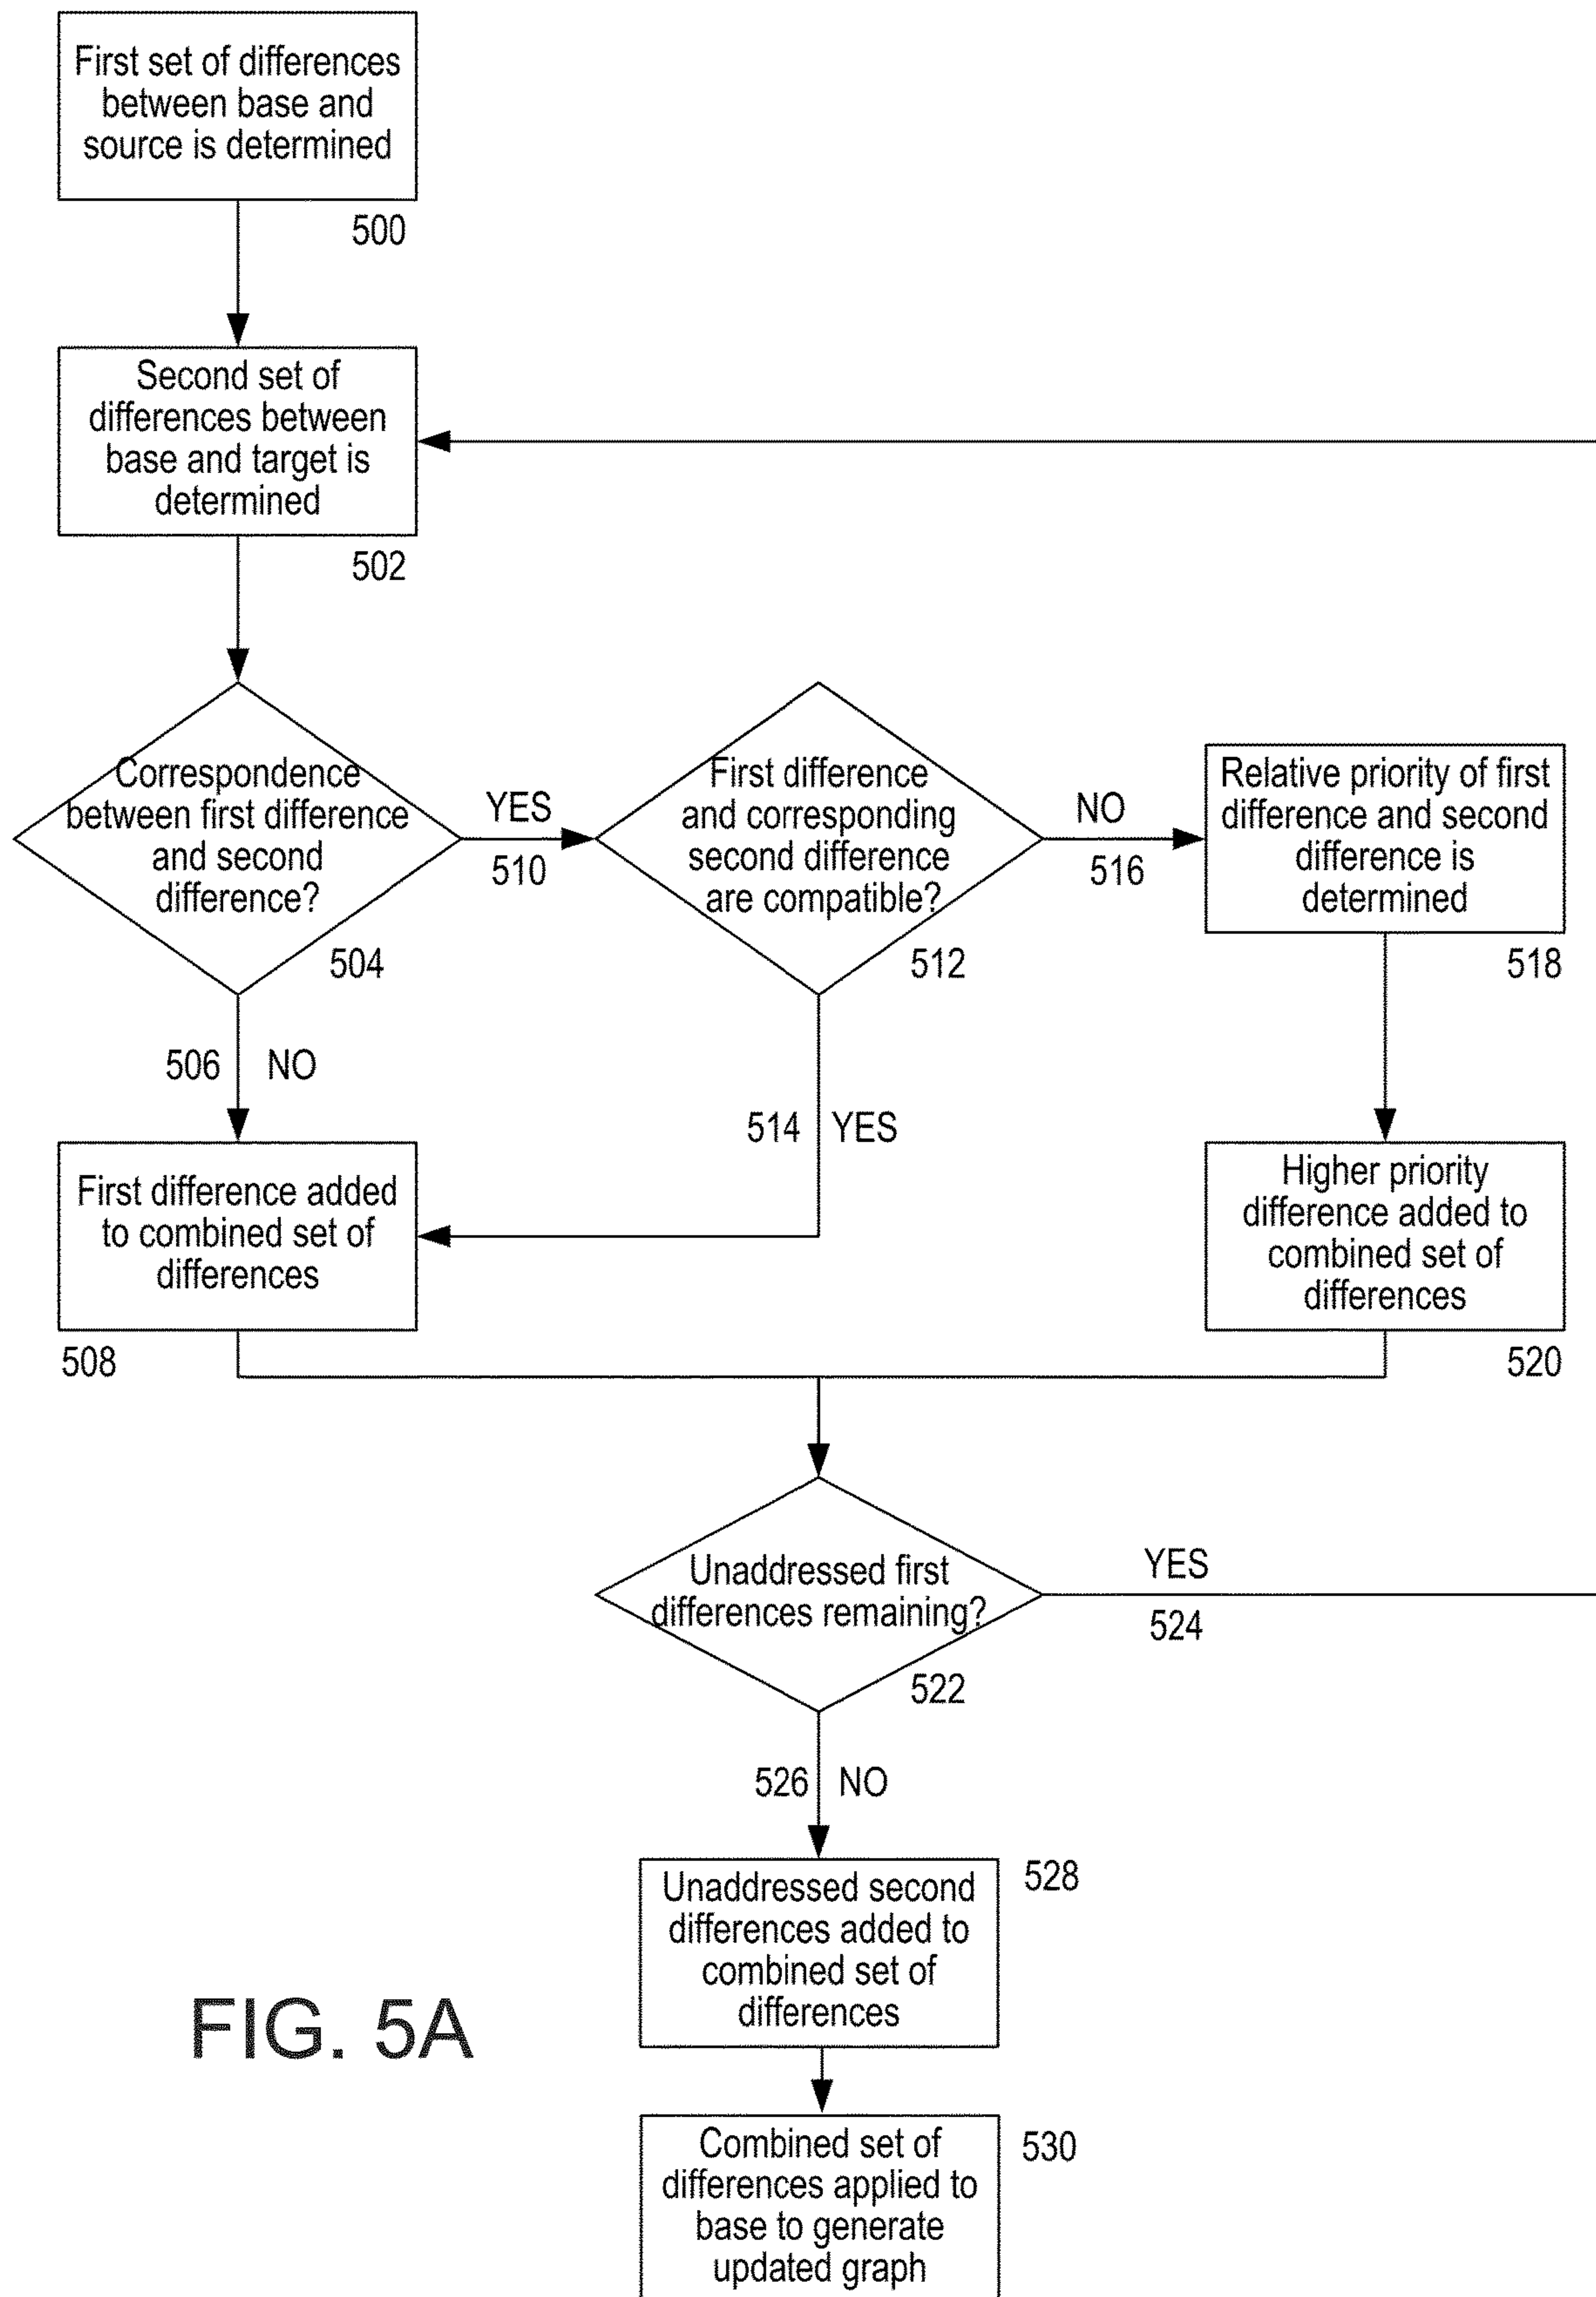 First set of differences
between base and
source is determined
500
Second set of
differences between
base and target is
determined
502
Correspondence
between first difference
and second
difference?
504
YES
510
First difference
and corresponding
second difference
are compatible?
512
NO
516
Relative priority of first
difference and second
difference is
determined
518
506
NO
514
YES
First difference added
to combined set of
differences
508
Higher priority
difference added to
combined set of
differences
520
Unaddressed first
differences remaining?
522
YES
524
526
NO
Unaddressed second
differences added to
combined set of
differences
528
Combined set of
differences applied to
base to generate
updated graph
530
FIG. 5A